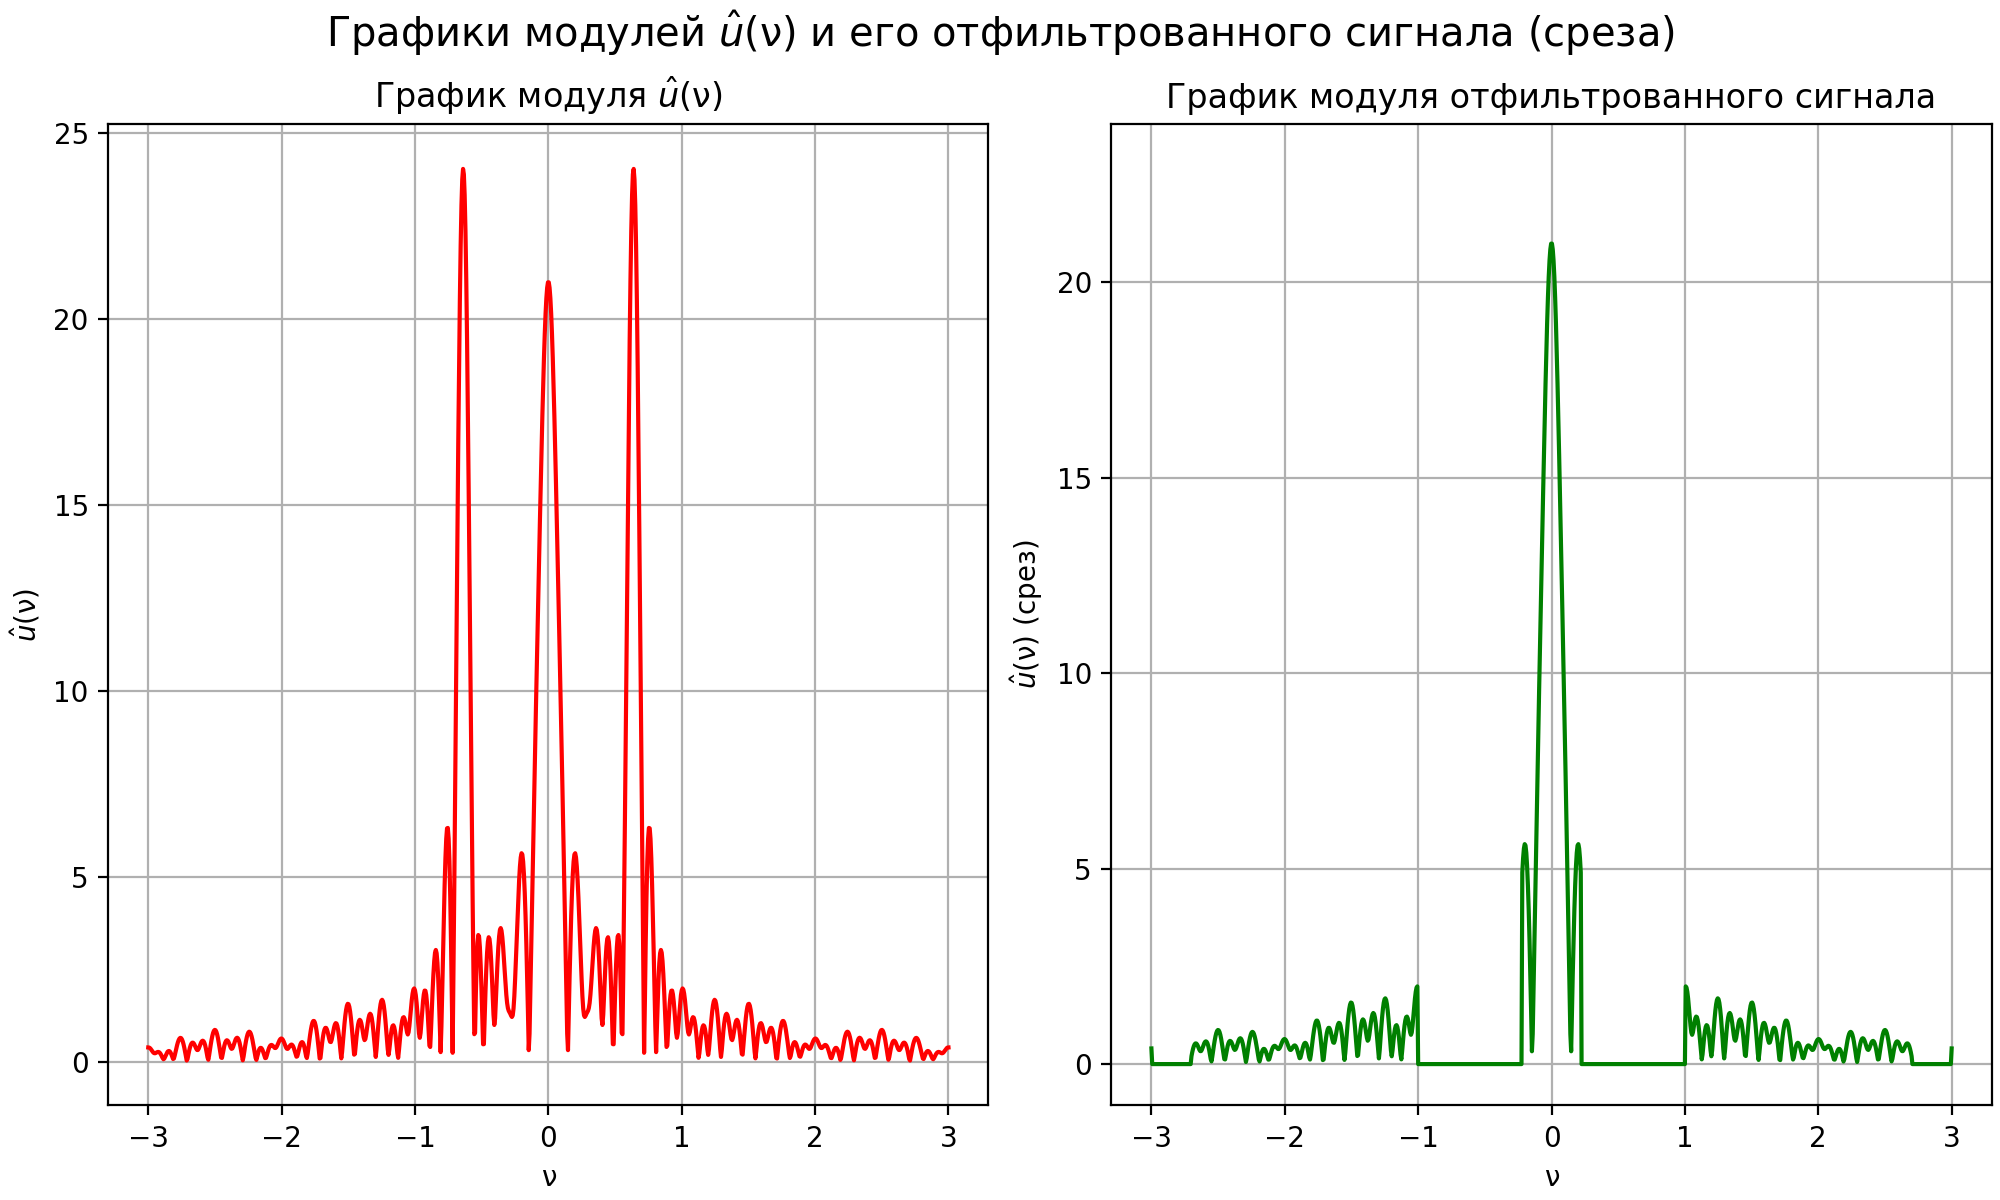 Графики модулей û(ν) и его отфильтрованного сигнала (среза)
График модуля û(ν)
25
20
15
10
5
0
−3 −2 −1 0 1 2 3
û(ν)
ν
График модуля отфильтрованного сигнала
20
15
10
5
0
−3 −2 −1 0 1 2 3
û(ν) (срез)
ν